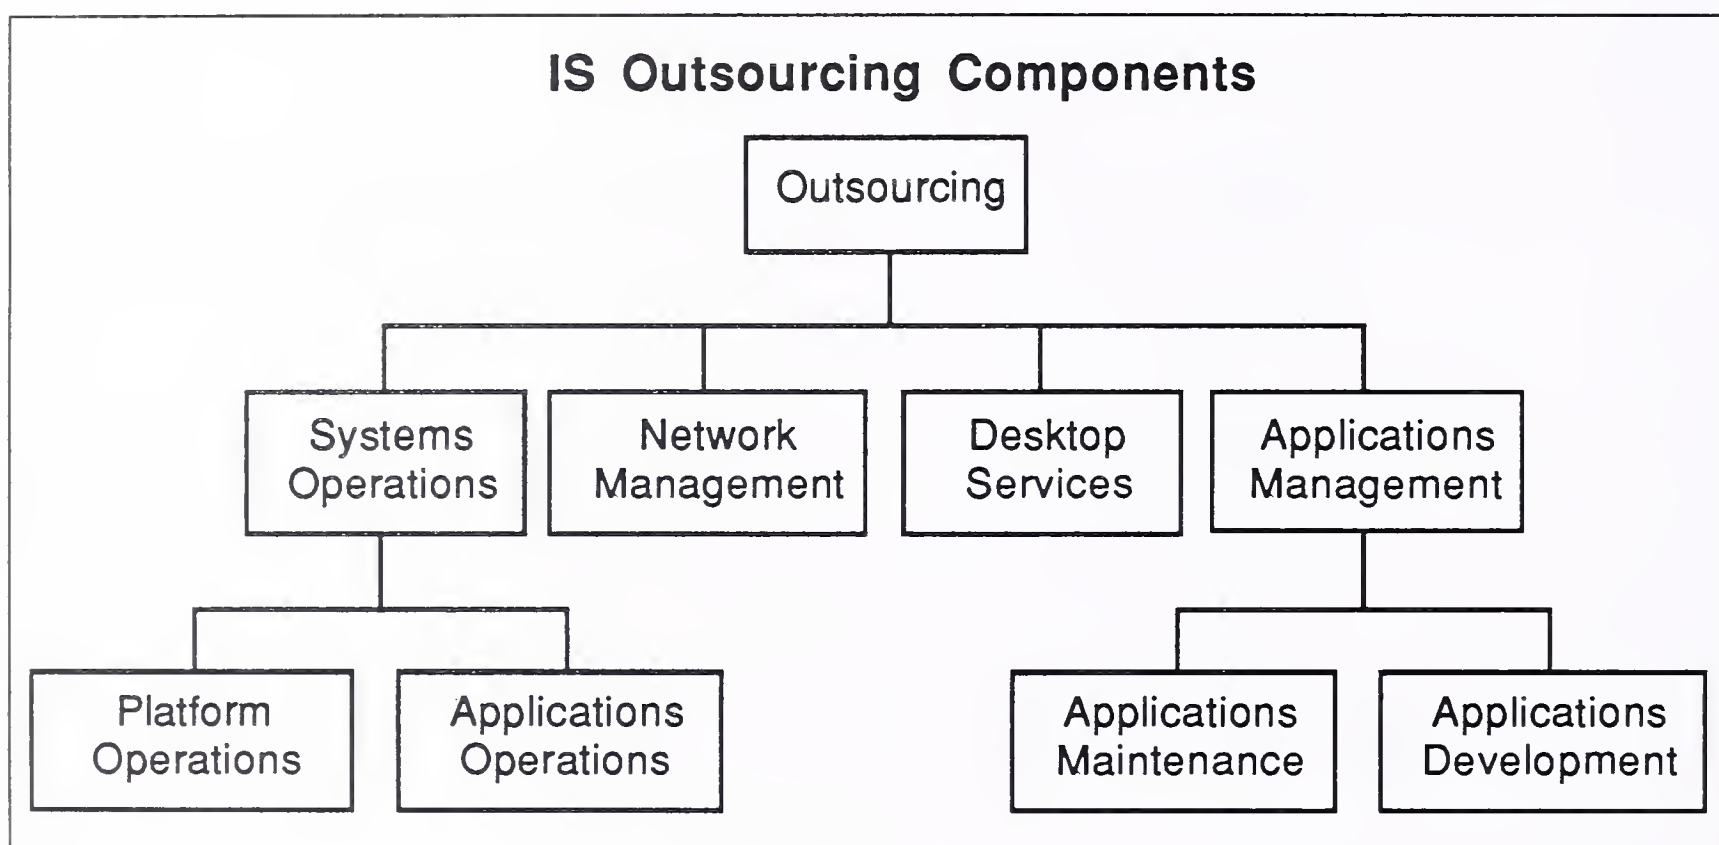 IS Outsourcing Components
Outsourcing
Systems
Operations
Network
Management
Desktop
Services
Applications
Management
Platform
Operations
Applications
Operations
Applications
Maintenance
Applications
Development